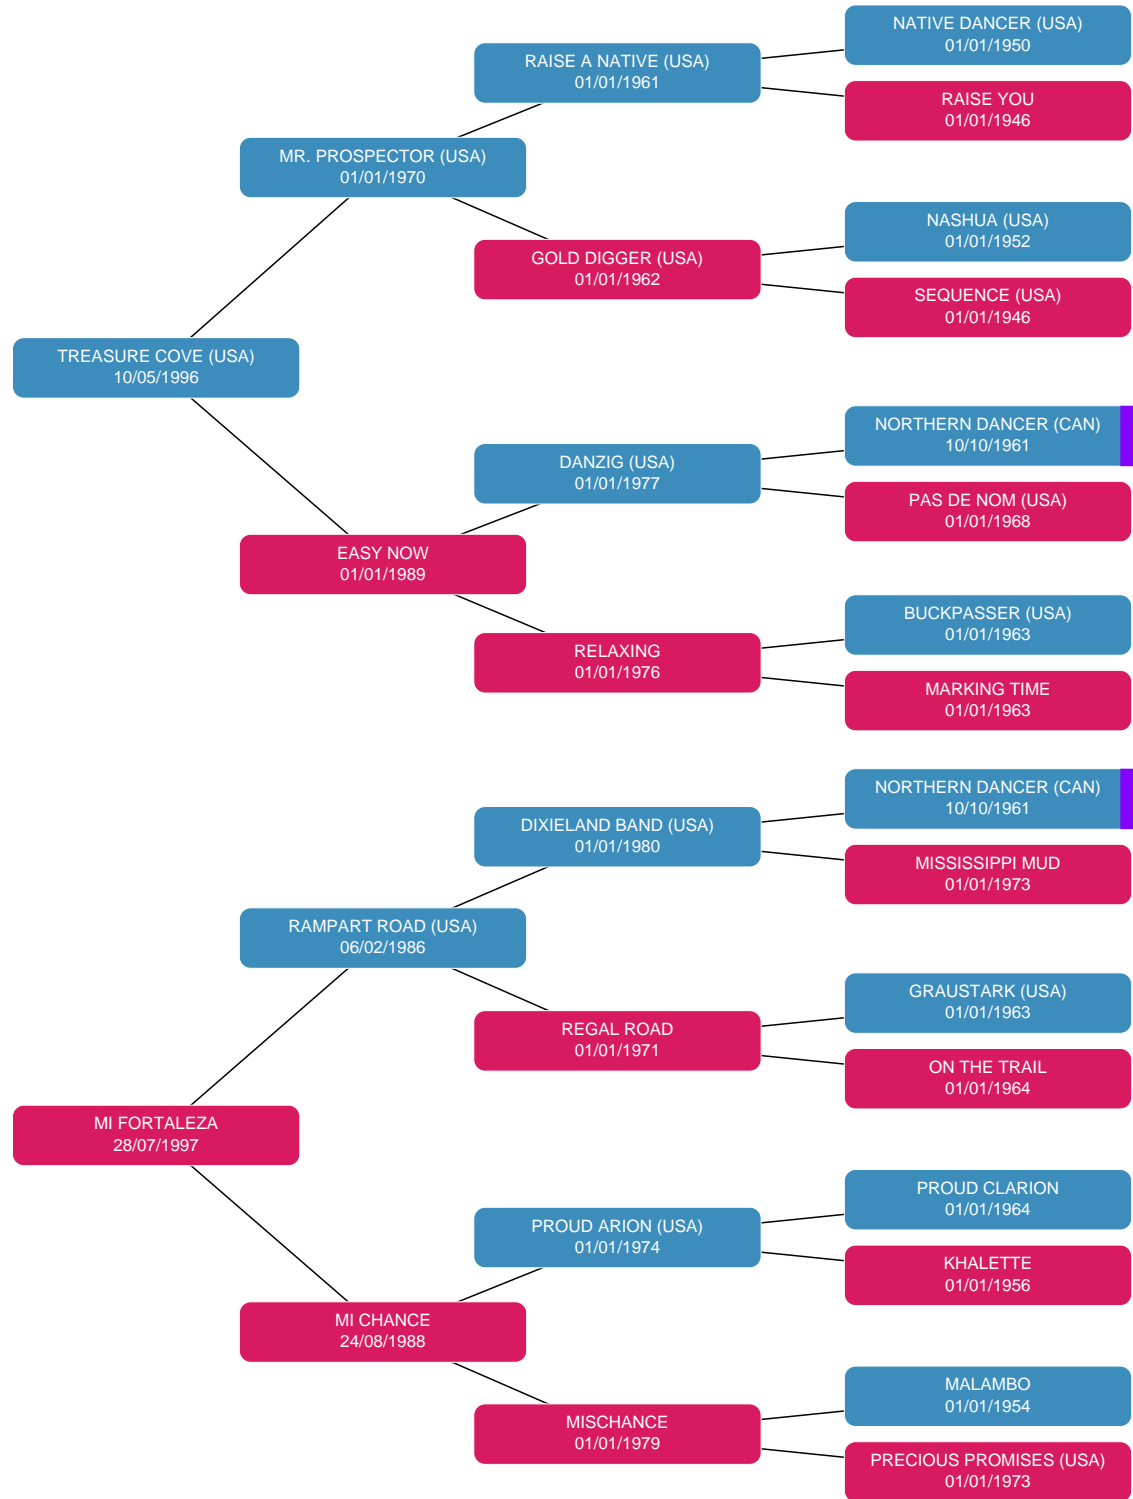 NATIVE DANCER (USA)
01/01/1950
RAISE A NATIVE (USA)
01/01/1961
RAISE YOU
01/01/1946
MR. PROSPECTOR (USA)
01/01/1970
NASHUA (USA)
01/01/1952
GOLD DIGGER (USA)
01/01/1962
SEQUENCE (USA)
01/01/1946
TREASURE COVE (USA)
10/05/1996
NORTHERN DANCER (CAN)
10/10/1961
DANZIG (USA)
01/01/1977
PAS DE NOM (USA)
01/01/1968
EASY NOW
01/01/1989
BUCKPASSER (USA)
01/01/1963
RELAXING
01/01/1976
MARKING TIME
01/01/1963
NORTHERN DANCER (CAN)
10/10/1961
DIXIELAND BAND (USA)
01/01/1980
MISSISSIPPI MUD
01/01/1973
RAMPART ROAD (USA)
06/02/1986
GRAUSTARK (USA)
01/01/1963
REGAL ROAD
01/01/1971
ON THE TRAIL
01/01/1964
MI FORTALEZA
28/07/1997
PROUD CLARION
01/01/1964
PROUD ARION (USA)
01/01/1974
KHALETTE
01/01/1956
MI CHANCE
24/08/1988
MALAMBO
01/01/1954
MISCHANCE
01/01/1979
PRECIOUS PROMISES (USA)
01/01/1973